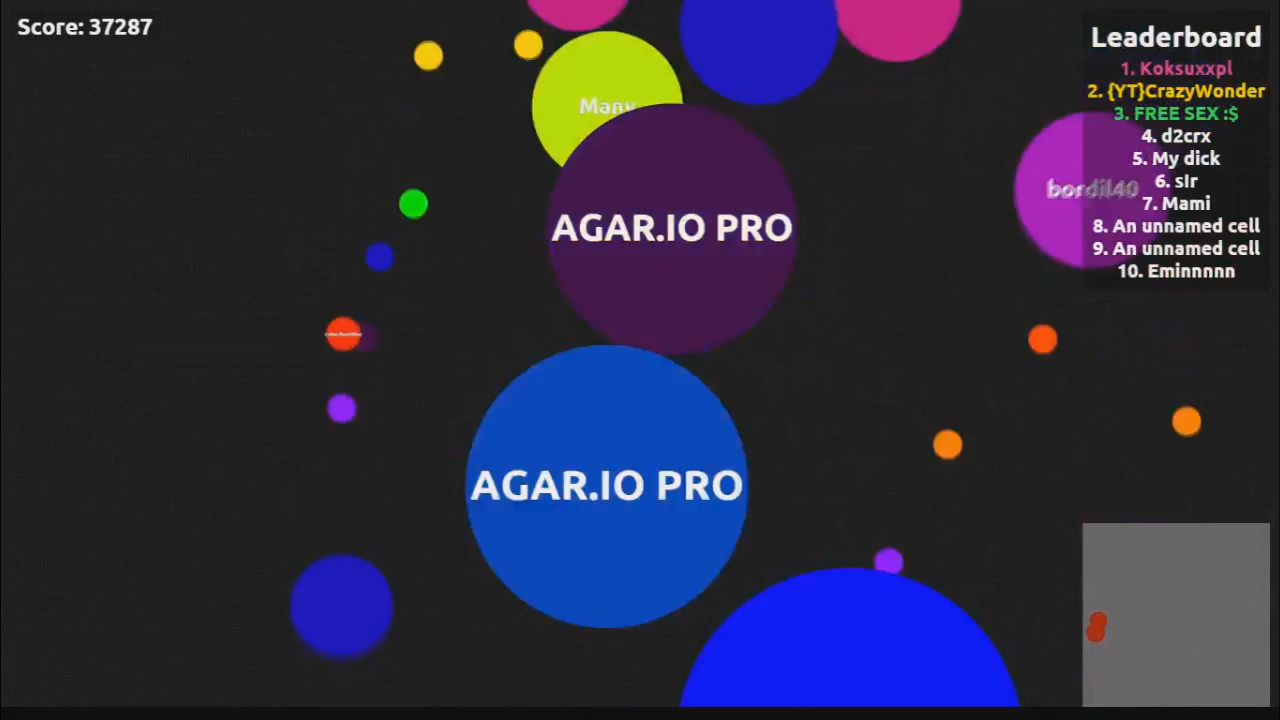 Score: 37287
Leaderboard
1. Koksuxxpl
2. {YT}CrazyWonder
3. FREE SEX :$
4. d2crx
5. My dick
6. sIr
7. Mami
8. An unnamed cell
9. An unnamed cell
10. Eminnnnn
Many
bordil40
AGAR.IO PRO
AGAR.IO PRO